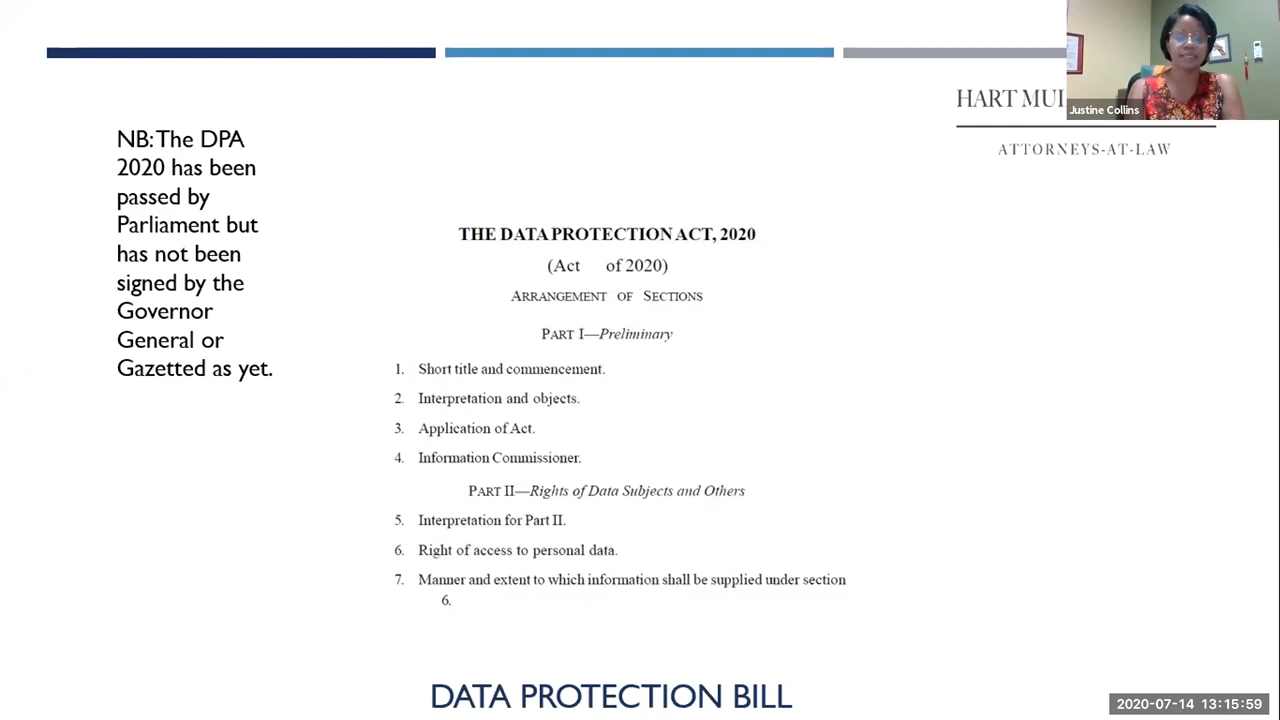 HART MUI
Justine Collins
ATTORNEYS-AT-LAW
NB: The DPA
2020 has been
passed by
Parliament but
has not been
signed by the
Governor
General or
Gazetted as yet.
THE DATA PROTECTION ACT, 2020
(Act of 2020)
ARRANGEMENT OF SECTIONS
PART I—Preliminary
1. Short title and commencement.
2. Interpretation and objects.
3. Application of Act.
4. Information Commissioner.
PART II—Rights of Data Subjects and Others
5. Interpretation for Part II.
6. Right of access to personal data.
7. Manner and extent to which information shall be supplied under section
6.
DATA PROTECTION BILL
2020-07-14 13:15:59